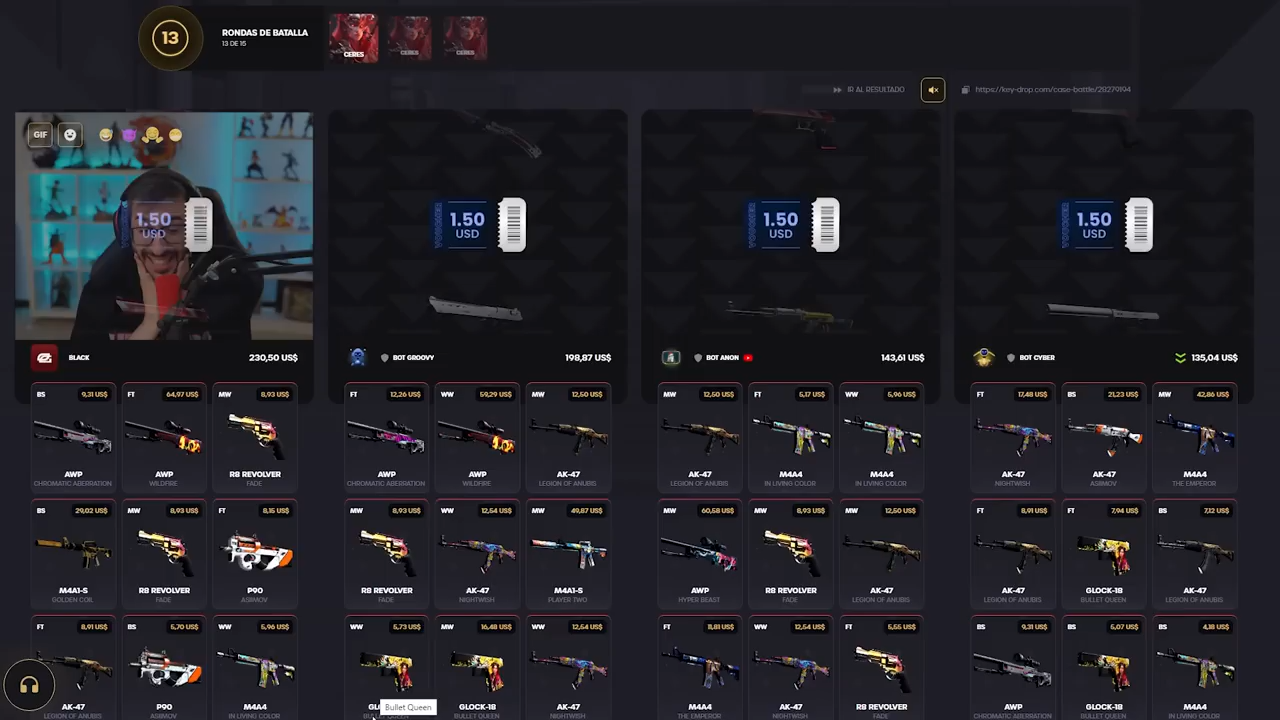 13
RONDAS DE BATALLA
13 DE 15
CERES
IR AL RESULTADO
https://key-drop.com/case-battle/29279194
GIF
1.50
USD
1.50
USD
1.50
USD
1.50
USD
BLACK
230,50 US$
BOT GROOVY
198,87 US$
BOT ANON
143,61 US$
BOT CYBER
135,04 US$
BS 9,31 US$
FT 64,97 US$
MW 8,93 US$
FT 12,26 US$
WW 59,29 US$
MW 12,50 US$
MW 12,50 US$
FT 5,17 US$
WW 5,96 US$
FT 17,48 US$
BS 21,23 US$
MW 42,86 US$
AWP
CHROMATIC ABERRATION
AWP
WILDFIRE
R8 REVOLVER
FADE
AWP
CHROMATIC ABERRATION
AWP
WILDFIRE
AK-47
LEGION OF ANUBIS
AK-47
LEGION OF ANUBIS
M4A4
IN LIVING COLOR
M4A4
IN LIVING COLOR
AK-47
NIGHTWISH
AK-47
ASIIMOV
M4A4
THE EMPEROR
BS 29,02 US$
MW 8,93 US$
FT 8,15 US$
MW 8,93 US$
WW 12,54 US$
MW 49,87 US$
MW 60,58 US$
MW 8,93 US$
MW 12,50 US$
FT 8,91 US$
FT 7,94 US$
BS 7,12 US$
M4A1-S
GOLDEN COIL
R8 REVOLVER
FADE
P90
ASIIMOV
R8 REVOLVER
FADE
AK-47
NIGHTWISH
M4A1-S
PLAYER TWO
AWP
HYPER BEAST
R8 REVOLVER
FADE
AK-47
LEGION OF ANUBIS
AK-47
LEGION OF ANUBIS
GLOCK-18
BULLET QUEEN
AK-47
LEGION OF ANUBIS
FT 8,91 US$
BS 5,70 US$
WW 5,96 US$
WW 5,73 US$
MW 16,48 US$
WW 12,54 US$
FT 11,81 US$
WW 12,54 US$
FT 5,55 US$
BS 9,31 US$
BS 5,07 US$
BS 4,18 US$
AK-47
LEGION OF ANUBIS
P90
ASIIMOV
M4A4
IN LIVING COLOR
Bullet Queen
GLOCK-18
BULLET QUEEN
AK-47
NIGHTWISH
M4A4
THE EMPEROR
AK-47
NIGHTWISH
R8 REVOLVER
FADE
AWP
CHROMATIC ABERRATION
GLOCK-18
BULLET QUEEN
M4A4
IN LIVING COLOR